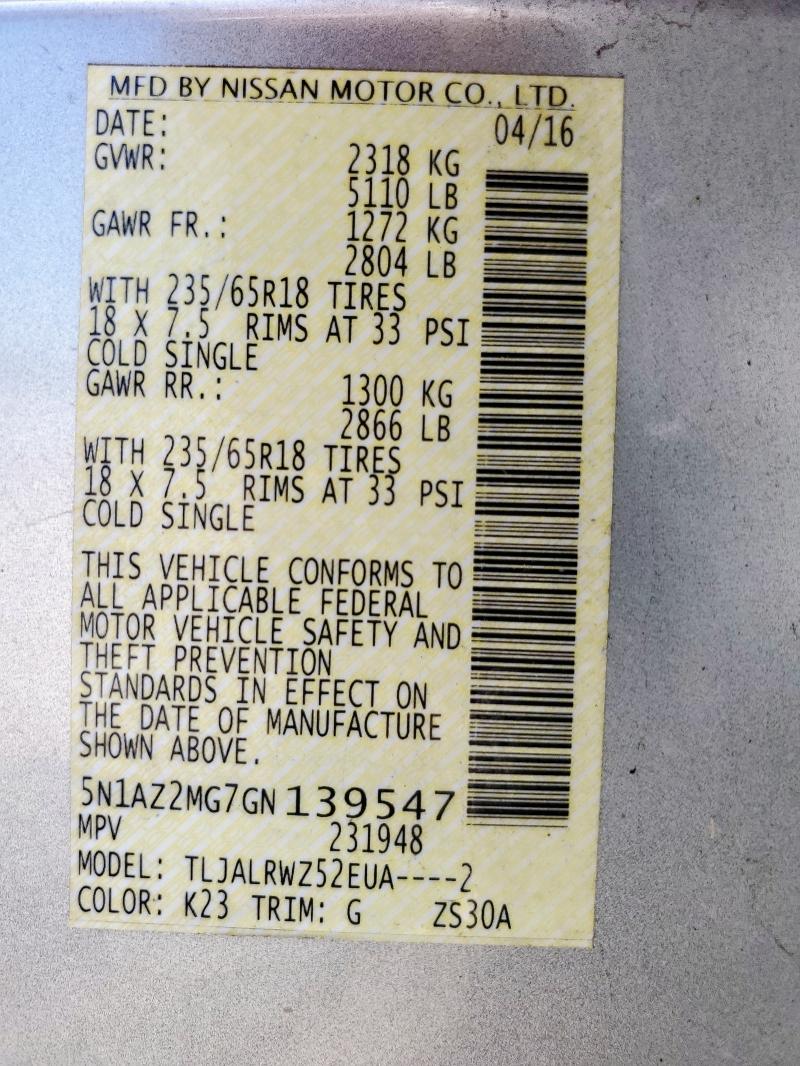 MFD BY NISSAN MOTOR CO., LTD.
DATE: 04/16
GVWR: 2318 KG
5110 LB
GAWR FR.: 1272 KG
2804 LB
WITH 235/65R18 TIRES
18 X 7.5 RIMS AT 33 PSI
COLD SINGLE
GAWR RR.: 1300 KG
2866 LB
WITH 235/65R18 TIRES
18 X 7.5 RIMS AT 33 PSI
COLD SINGLE
THIS VEHICLE CONFORMS TO
ALL APPLICABLE FEDERAL
MOTOR VEHICLE SAFETY AND
THEFT PREVENTION
STANDARDS IN EFFECT ON
THE DATE OF MANUFACTURE
SHOWN ABOVE.
5N1AZ2MG7GN139547
MPV 231948
MODEL: TLJALRWZ52EUA----2
COLOR: K23 TRIM: G ZS30A